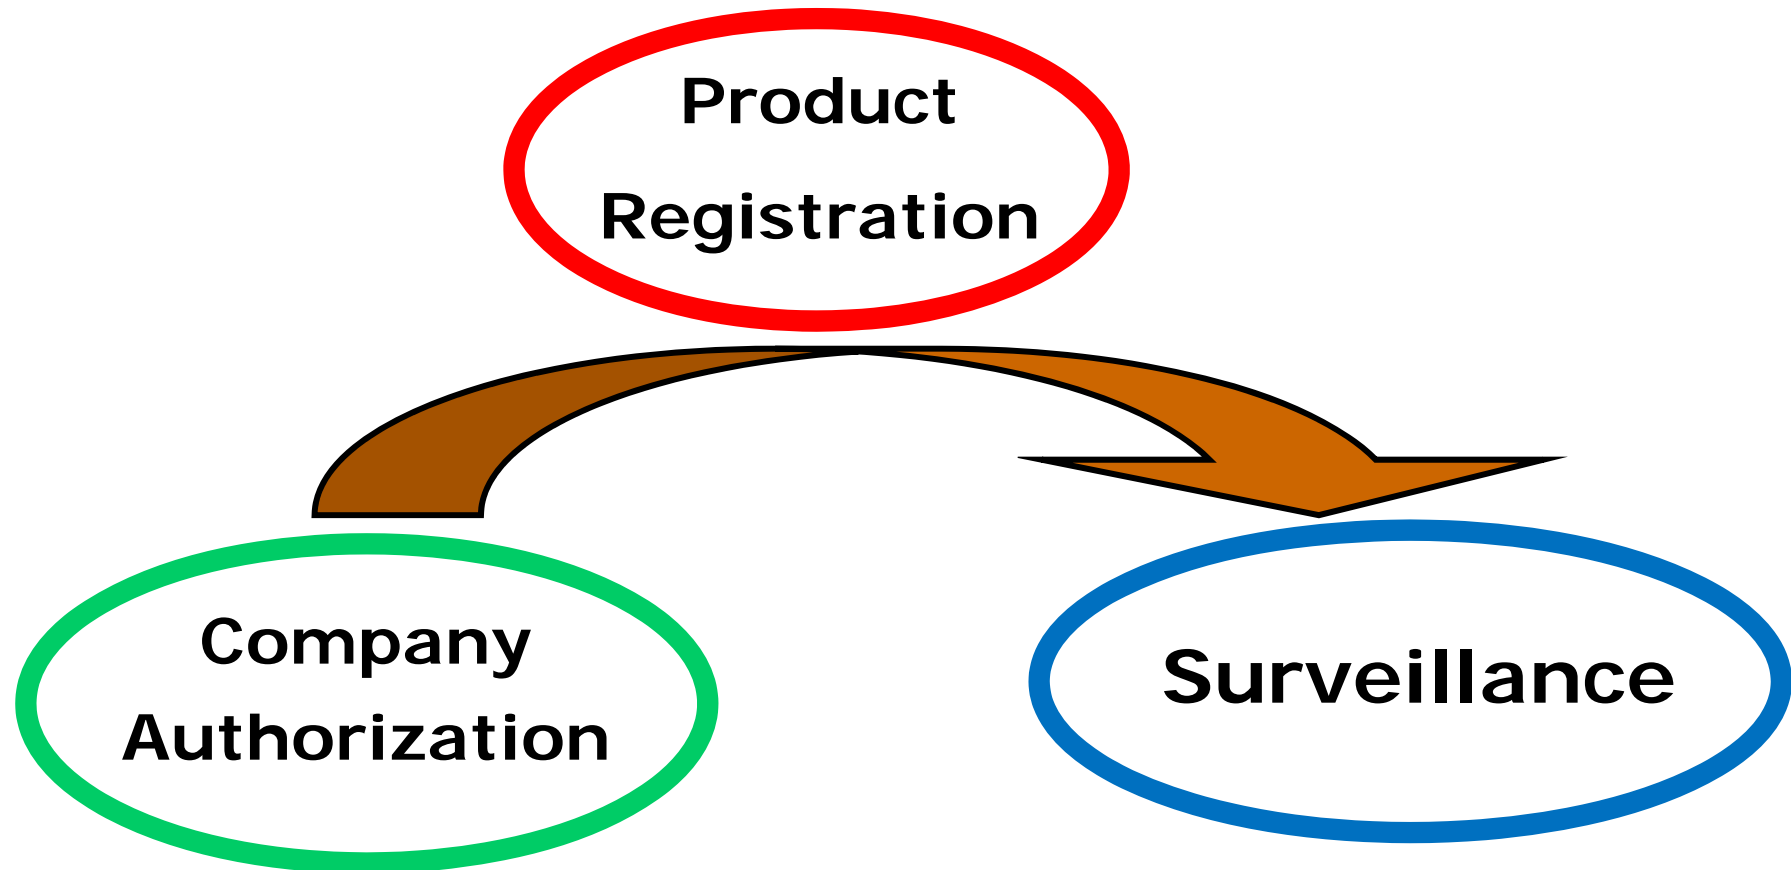 Product
Registration
Company
Authorization
Surveillance